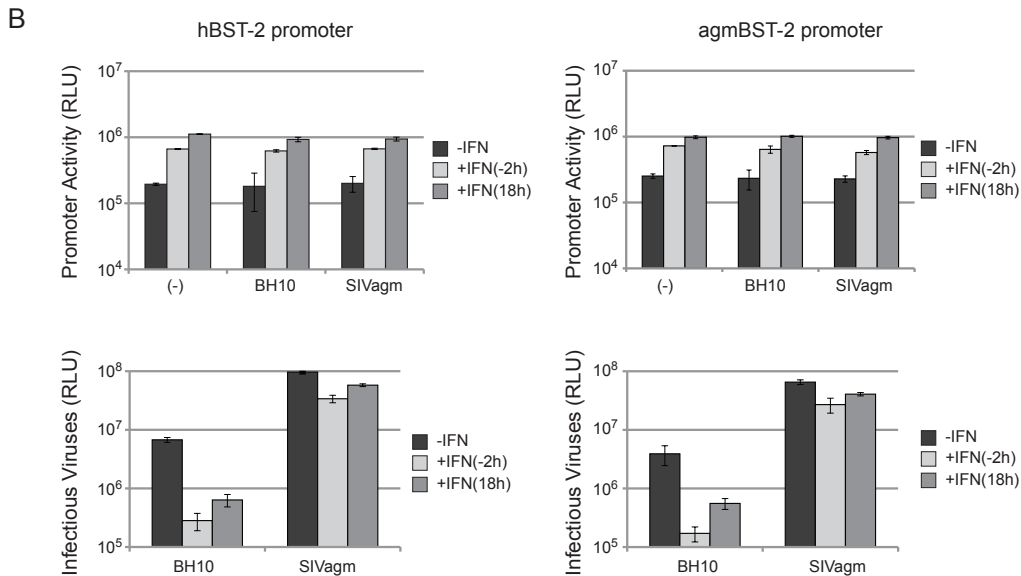 B
hBST-2 promoter
Promoter Activity (RLU)
10⁷
10⁶
10⁵
10⁴
(-)
BH10
SIVagm
-IFN
+IFN(-2h)
+IFN(18h)
agmBST-2 promoter
Promoter Activity (RLU)
10⁷
10⁶
10⁵
10⁴
(-)
BH10
SIVagm
-IFN
+IFN(-2h)
+IFN(18h)
Infectious Viruses (RLU)
10⁸
10⁷
10⁶
10⁵
BH10
SIVagm
-IFN
+IFN(-2h)
+IFN(18h)
Infectious Viruses (RLU)
10⁸
10⁷
10⁶
10⁵
BH10
SIVagm
-IFN
+IFN(-2h)
+IFN(18h)